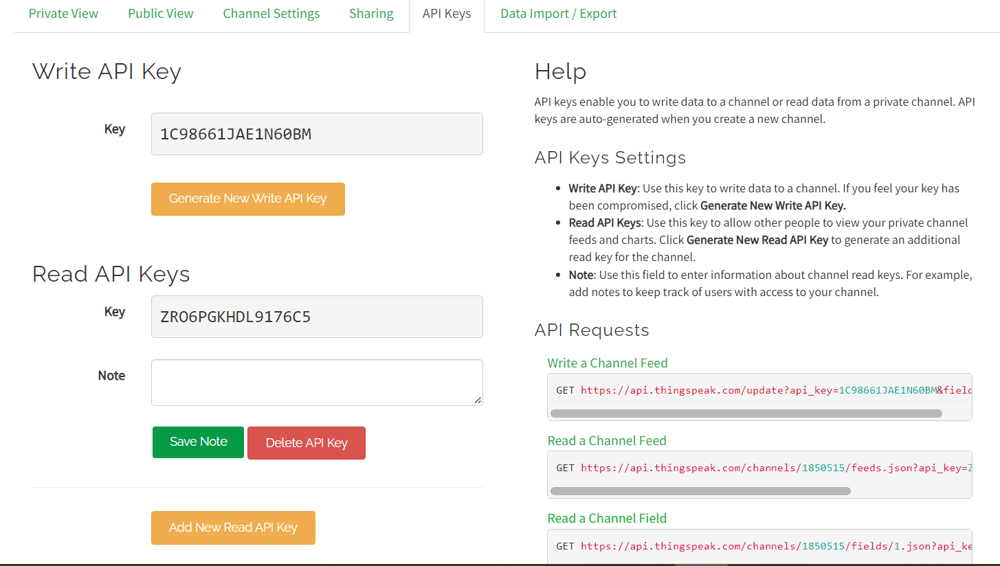 Private View
Public View
Channel Settings
Sharing
API Keys
Data Import / Export
Write API Key
Key
1C98661JAE1N60BM
Generate New Write API Key
Read API Keys
Key
ZRO6PGKHDL9176C5
Note
Save Note
Delete API Key
Add New Read API Key
Help
API keys enable you to write data to a channel or read data from a private channel. API
keys are auto-generated when you create a new channel.
API Keys Settings
Write API Key: Use this key to write data to a channel. If you feel your key has
been compromised, click Generate New Write API Key.
Read API Keys: Use this key to allow other people to view your private channel
feeds and charts. Click Generate New Read API Key to generate an additional
read key for the channel.
Note: Use this field to enter information about channel read keys. For example,
add notes to keep track of users with access to your channel.
API Requests
Write a Channel Feed
GET https://api.thingspeak.com/update?api_key=1C98661JAE1N60BM&field
Read a Channel Feed
GET https://api.thingspeak.com/channels/1850515/feeds.json?api_key=Z
Read a Channel Field
GET https://api.thingspeak.com/channels/1850515/fields/1.json?api_ke